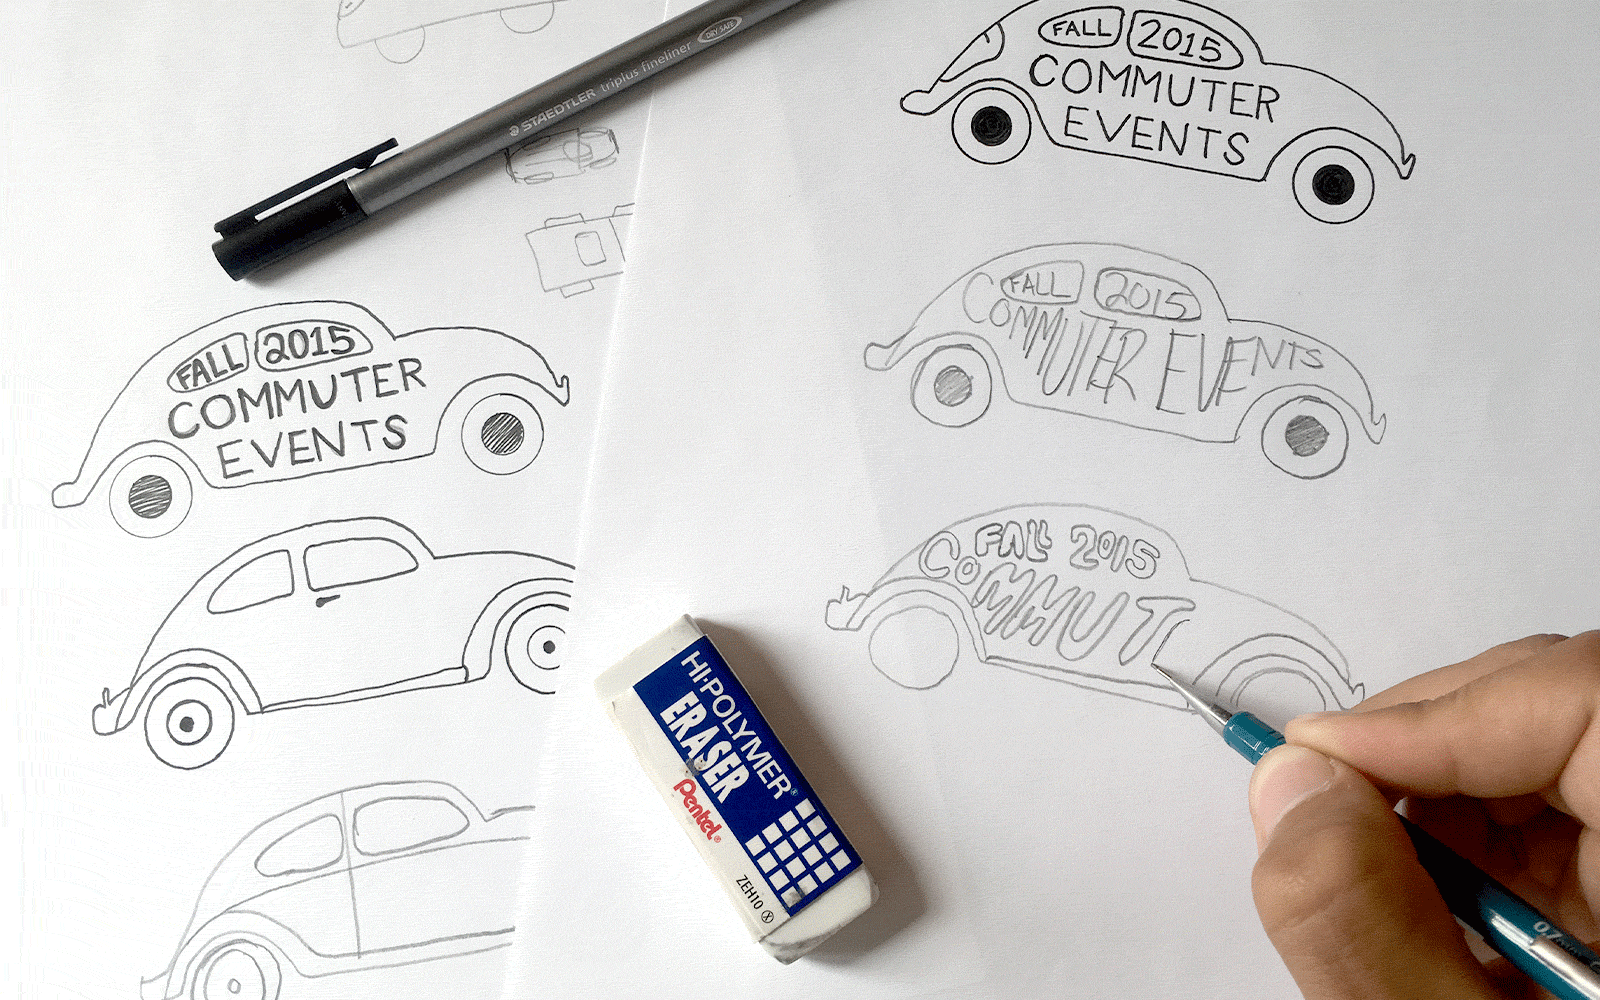 STAEDTLER triplus fineliner DRY SAFE
FALL 2015
COMMUTER
EVENTS
FALL 2015
COMMUTER EVENTS
FALL 2015
COMMUTER
EVENTS
FALL 2015
COMMUT
HI-POLYMER®
ERASER
Pentel®
ZEH10
0.7